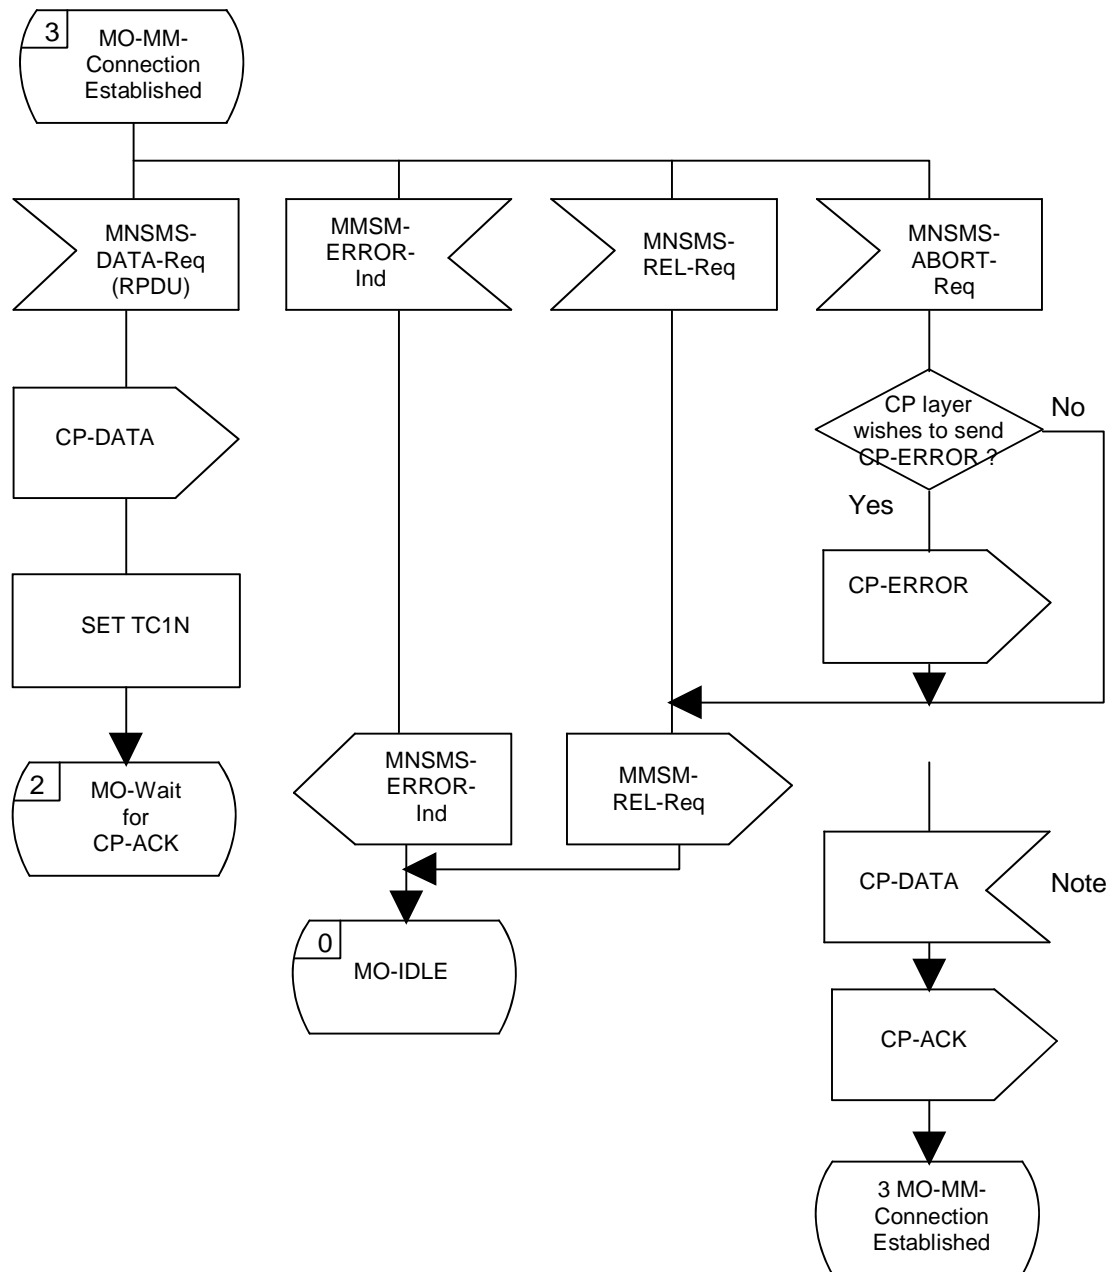 3
MO-MM-
Connection
Established
MNSMS-
DATA-Req
(RPDU)
MMSM-
ERROR-
Ind
MNSMS-
REL-Req
MNSMS-
ABORT-
Req
CP-DATA
CP layer
wishes to send
CP-ERROR ?
No
Yes
SET TC1N
CP-ERROR
2
MO-Wait
for
CP-ACK
MNSMS-
ERROR-
Ind
MMSM-
REL-Req
CP-DATA
Note
0
MO-IDLE
CP-ACK
3 MO-MM-
Connection
Established